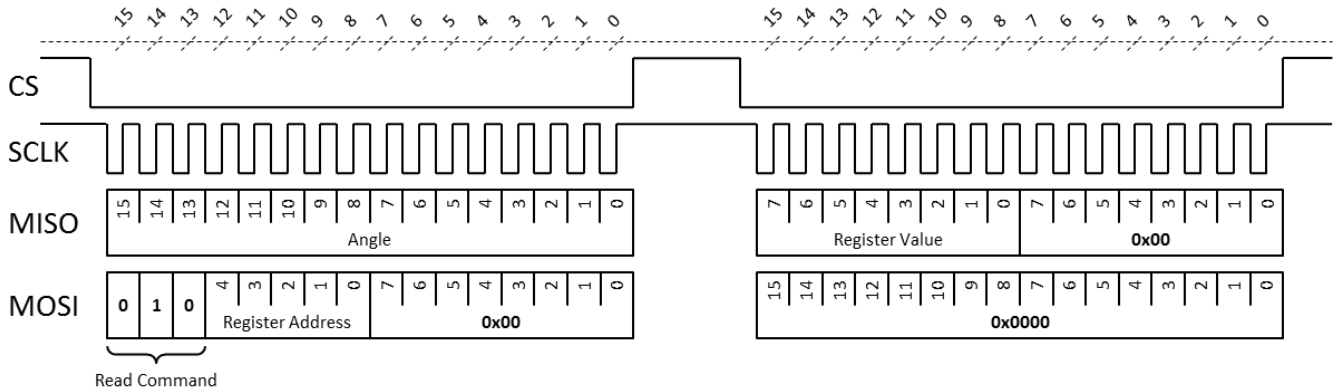 15 14 13 12 11 10 9 8 7 6 5 4 3 2 1 0 15 14 13 12 11 10 9 8 7 6 5 4 3 2 1 0
CS
SCLK
MISO
15 14 13 12 11 10 9 8 7 6 5 4 3 2 1 0 7 6 5 4 3 2 1 0 7 6 5 4 3 2 1 0
Angle Register Value 0x00
MOSI
0 1 0 4 3 2 1 0 7 6 5 4 3 2 1 0 15 14 13 12 11 10 9 8 7 6 5 4 3 2 1 0
Register Address 0x00 0x0000
Read Command